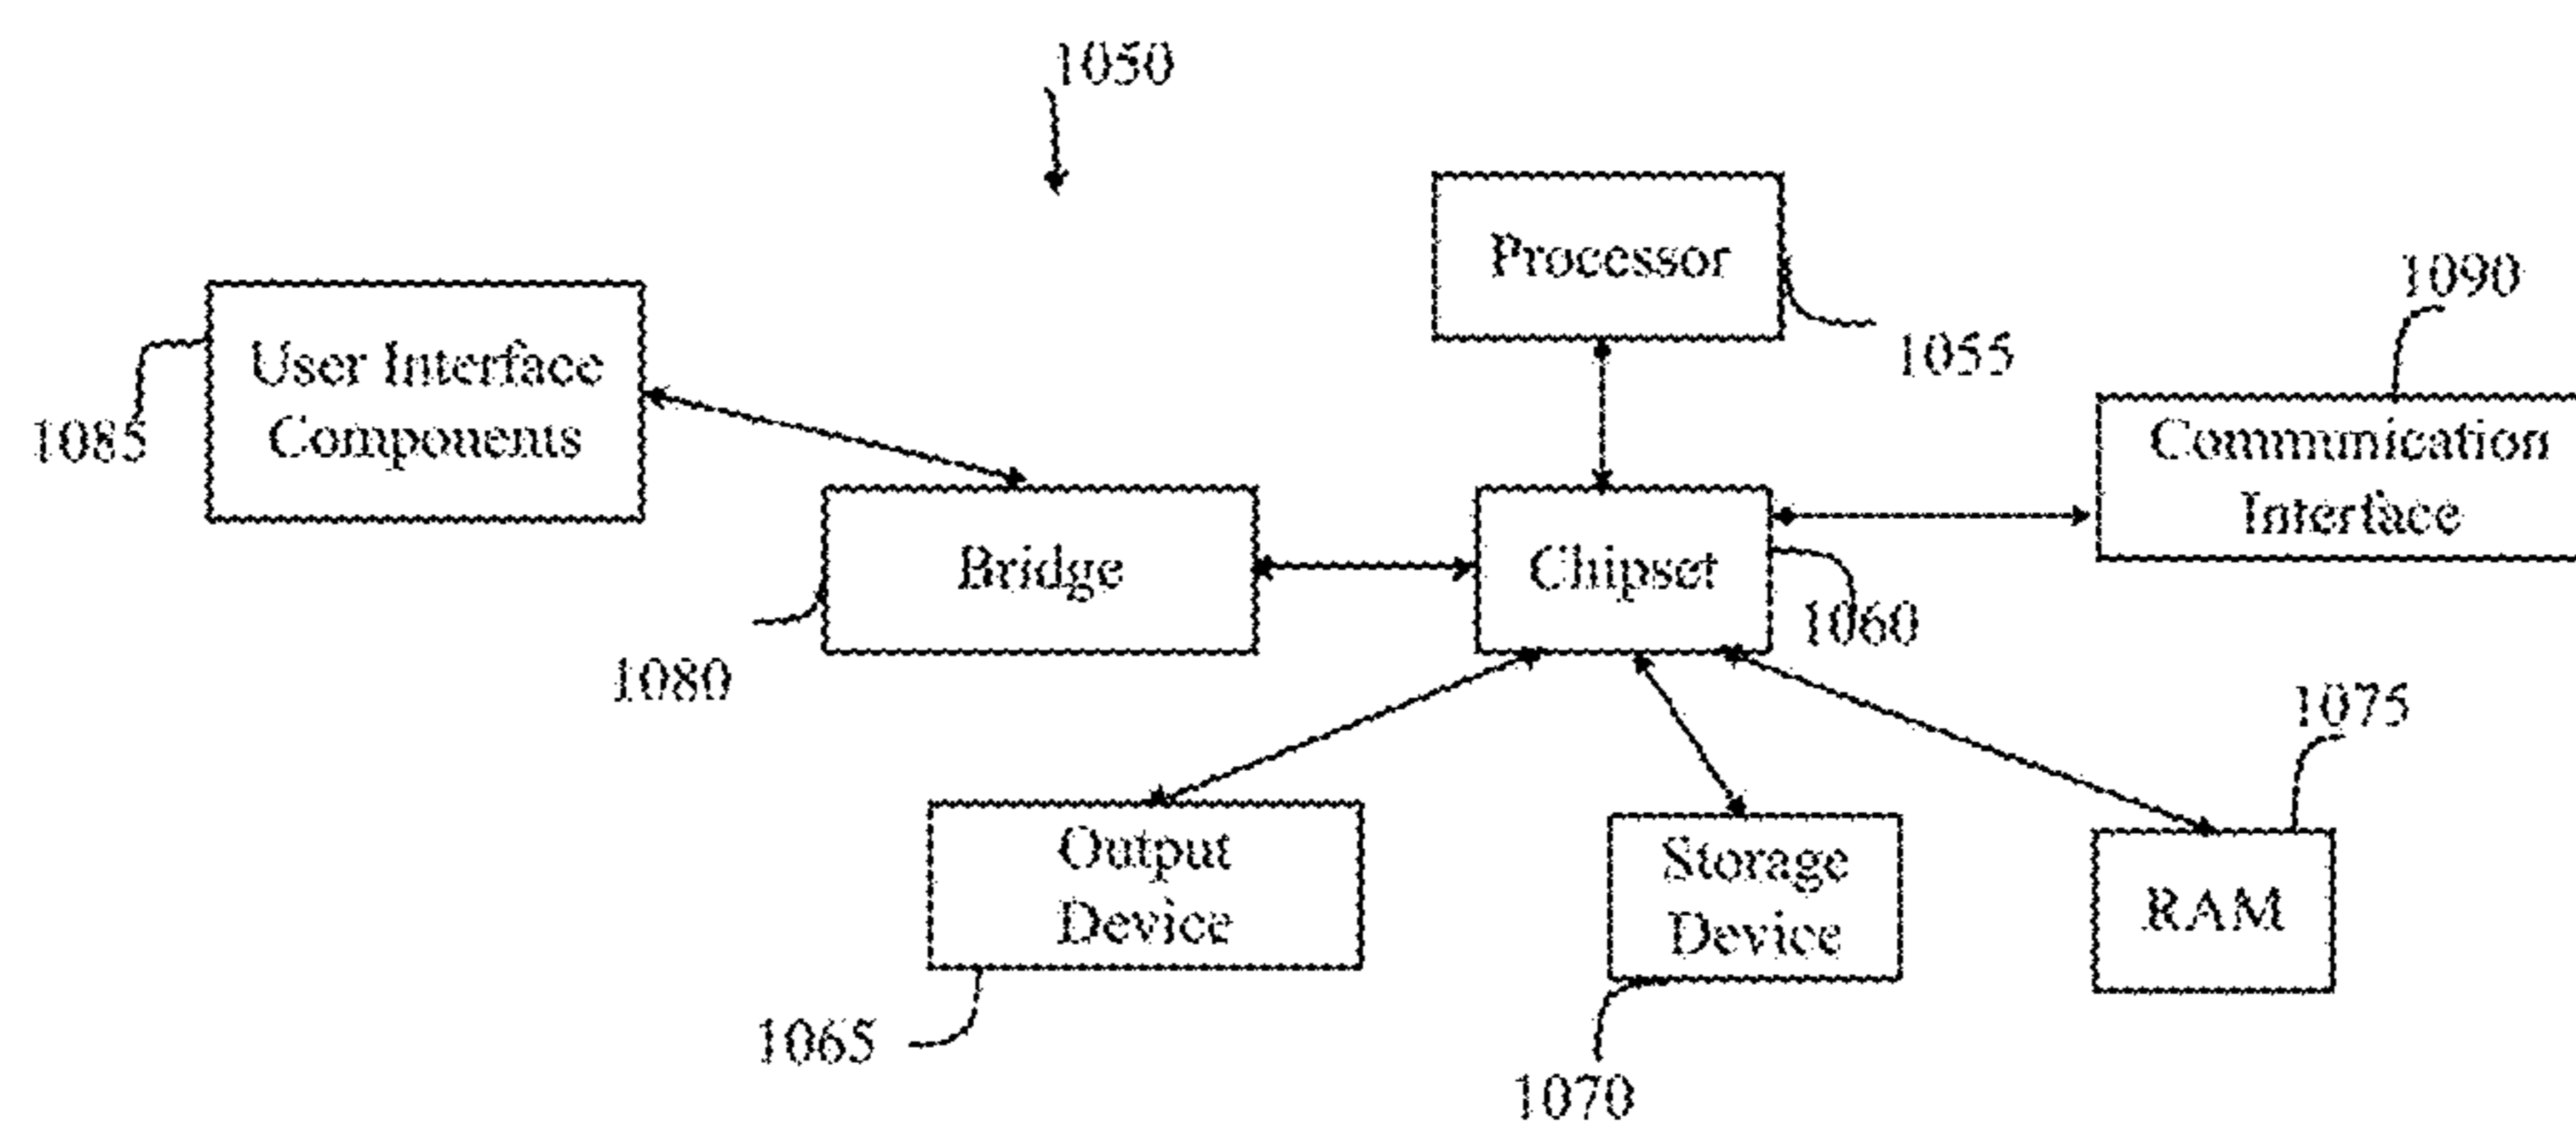 1050
Processor
1090
User Interface
Components
1055
1085
Communication
Interface
Bridge
Chipset
1060
1080
1075
Output
Device
Storage
Device
RAM
1065
1070